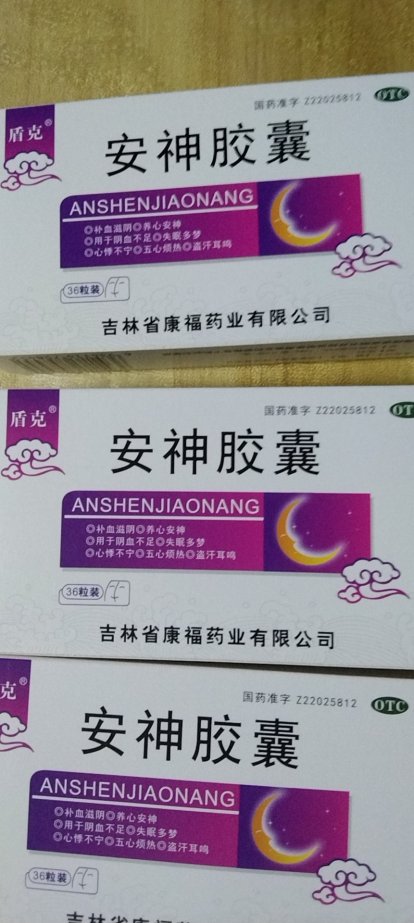 国药准字 Z22025812 OTC
盾克®
安神胶囊
ANSHENJIAONANG
◎补血滋阴◎养心安神
◎用于阴血不足◎失眠多梦
◎心悸不宁◎五心烦热◎盗汗耳鸣
36粒装
吉林省康福药业有限公司
国药准字 Z22025812 OT
盾克®
安神胶囊
ANSHENJIAONANG
◎补血滋阴◎养心安神
◎用于阴血不足◎失眠多梦
◎心悸不宁◎五心烦热◎盗汗耳鸣
36粒装
吉林省康福药业有限公司
国药准字 Z22025812 OTC
克®
安神胶囊
ANSHENJIAONANG
◎补血滋阴◎养心安神
◎用于阴血不足◎失眠多梦
◎心悸不宁◎五心烦热◎盗汗耳鸣
36粒装
吉林省康福